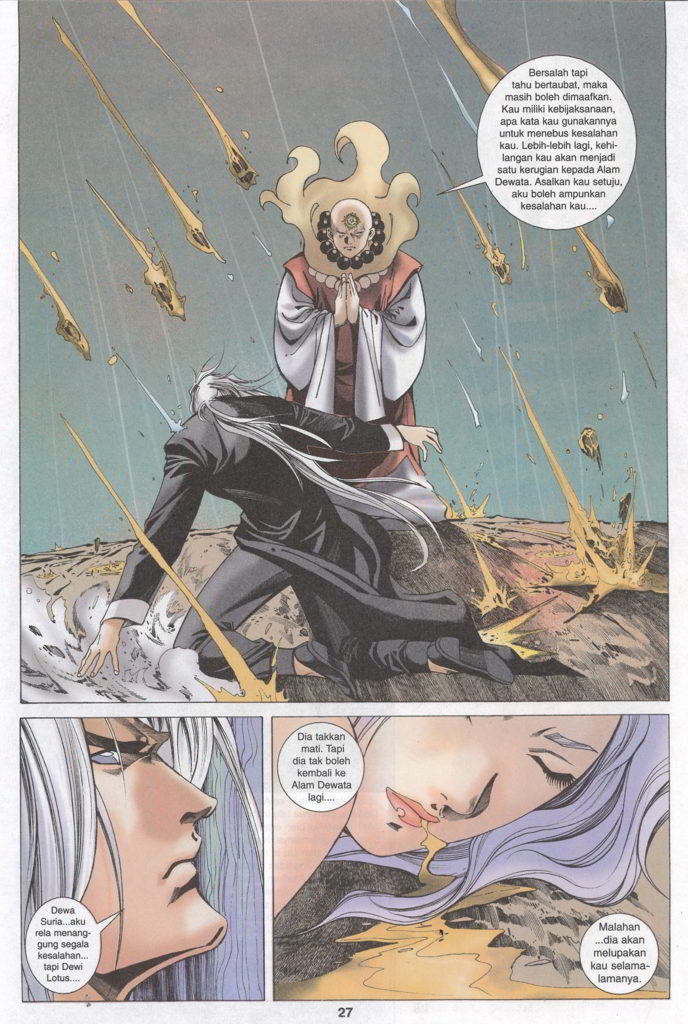 Bersalah tapi
tahu bertaubat, maka
masih boleh dimaafkan.
Kau miliki kebijaksanaan,
apa kata kau gunakannya
untuk menebus kesalahan
kau. Lebih-lebih lagi, kehi-
langan kau akan menjadi
satu kerugian kepada Alam
Dewata. Asalkan kau setuju,
aku boleh ampunkan
kesalahan kau....
Dewa
Suria...aku
rela menang-
gung segala
kesalahan...
tapi Dewi
Lotus....
Dia takkan
mati. Tapi
dia tak boleh
kembali ke
Alam Dewata
lagi....
Malahan
...dia akan
melupakan
kau selama-
lamanya.
27